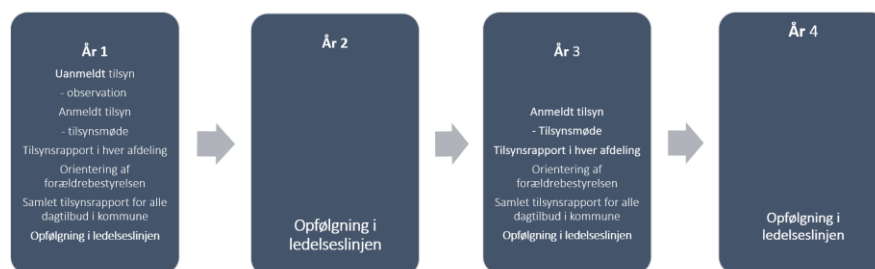 År 1
Uanmeldt tilsyn
- observation
Anmeldt tilsyn
- tilsynsmøde
Tilsynsrapport i hver afdeling
Orientering af
forældrebestyrelsen
Samlet tilsynsrapport for alle
dagtilbud i kommune
Opfølgning i ledelseslinjen
År 2
Opfølgning i
ledelseslinjen
År 3
Anmeldt tilsyn
- Tilsynsmøde
Tilsynsrapport i hver afdeling
Orientering af
forældrebestyrelsen
Samlet tilsynsrapport for alle
dagtilbud i kommune
Opfølgning i ledelseslinjen
År 4
Opfølgning i
ledelseslinjen